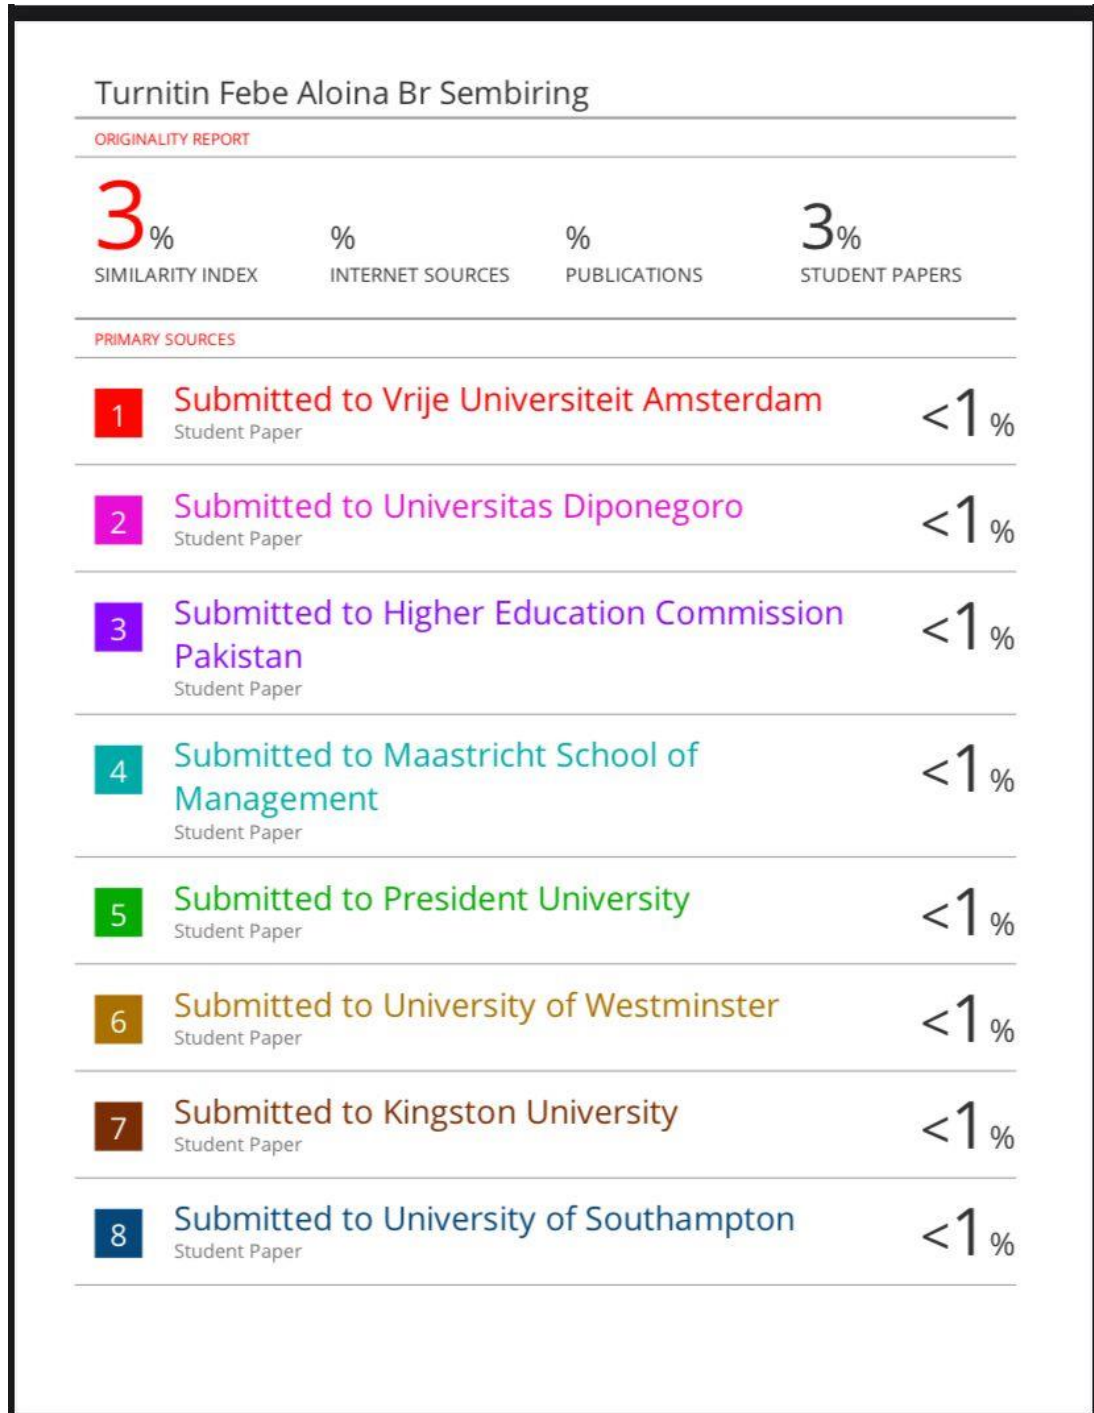 Turnitin Febe Aloina Br Sembiring
ORIGINALITY REPORT
3% % % 3%
SIMILARITY INDEX INTERNET SOURCES PUBLICATIONS STUDENT PAPERS
PRIMARY SOURCES
1 Submitted to Vrije Universiteit Amsterdam <1%
Student Paper
2 Submitted to Universitas Diponegoro <1%
Student Paper
3 Submitted to Higher Education Commission <1%
Pakistan
Student Paper
4 Submitted to Maastricht School of <1%
Management
Student Paper
5 Submitted to President University <1%
Student Paper
6 Submitted to University of Westminster <1%
Student Paper
7 Submitted to Kingston University <1%
Student Paper
8 Submitted to University of Southampton <1%
Student Paper